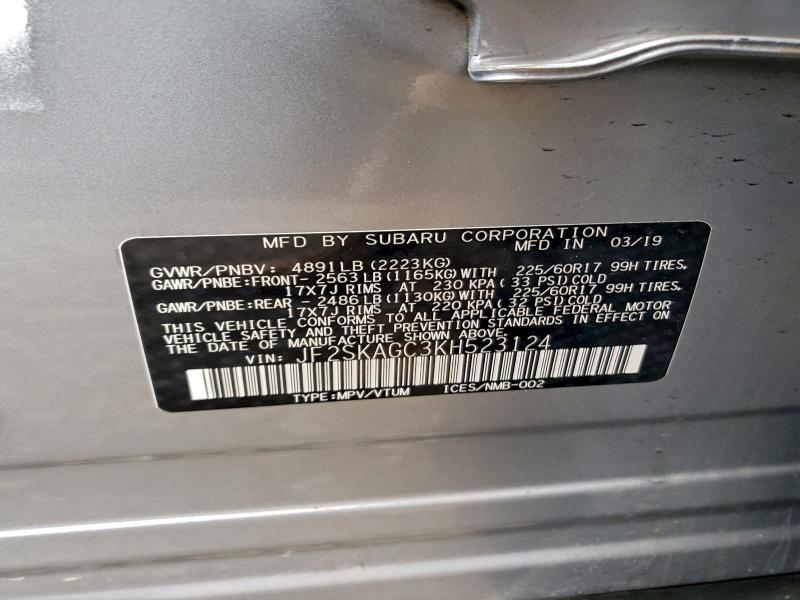 MFD BY SUBARU CORPORATION MFD IN 03/19
GVWR/PNBV: 4891LB (2223KG)
GAWR/PNBE:FRONT- 2563LB (1165KG) WITH 225/60R17 99H TIRES,
17X7J RIMS AT 230 KPA ( 33 PSI) COLD
GAWR/PNBE:REAR - 2486LB (1130KG) WITH 225/60R17 99H TIRES,
17X7J RIMS AT 220 KPA ( 32 PSI) COLD
THIS VEHICLE CONFORMS TO ALL APPLICABLE FEDERAL MOTOR
VEHICLE SAFETY AND THEFT PREVENTION STANDARDS IN EFFECT ON
THE DATE OF MANUFACTURE SHOWN ABOVE.
VIN: JF2SKAGC3KH523124
TYPE:MPV/VTUM ICES/NMB-002